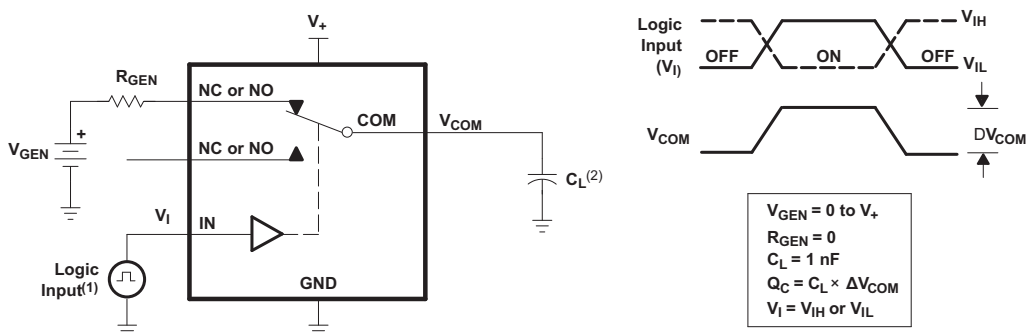 V+
RGEN
NC or NO
COM
VCOM
VGEN
+
NC or NO
CL(2)
VI
IN
Logic
Input(1)
GND
Logic
Input
(VI)
VIH
OFF
ON
OFF
VIL
VCOM
DVCOM
VGEN = 0 to V+
RGEN = 0
CL = 1 nF
QC = CL × ΔVCOM
VI = VIH or VIL